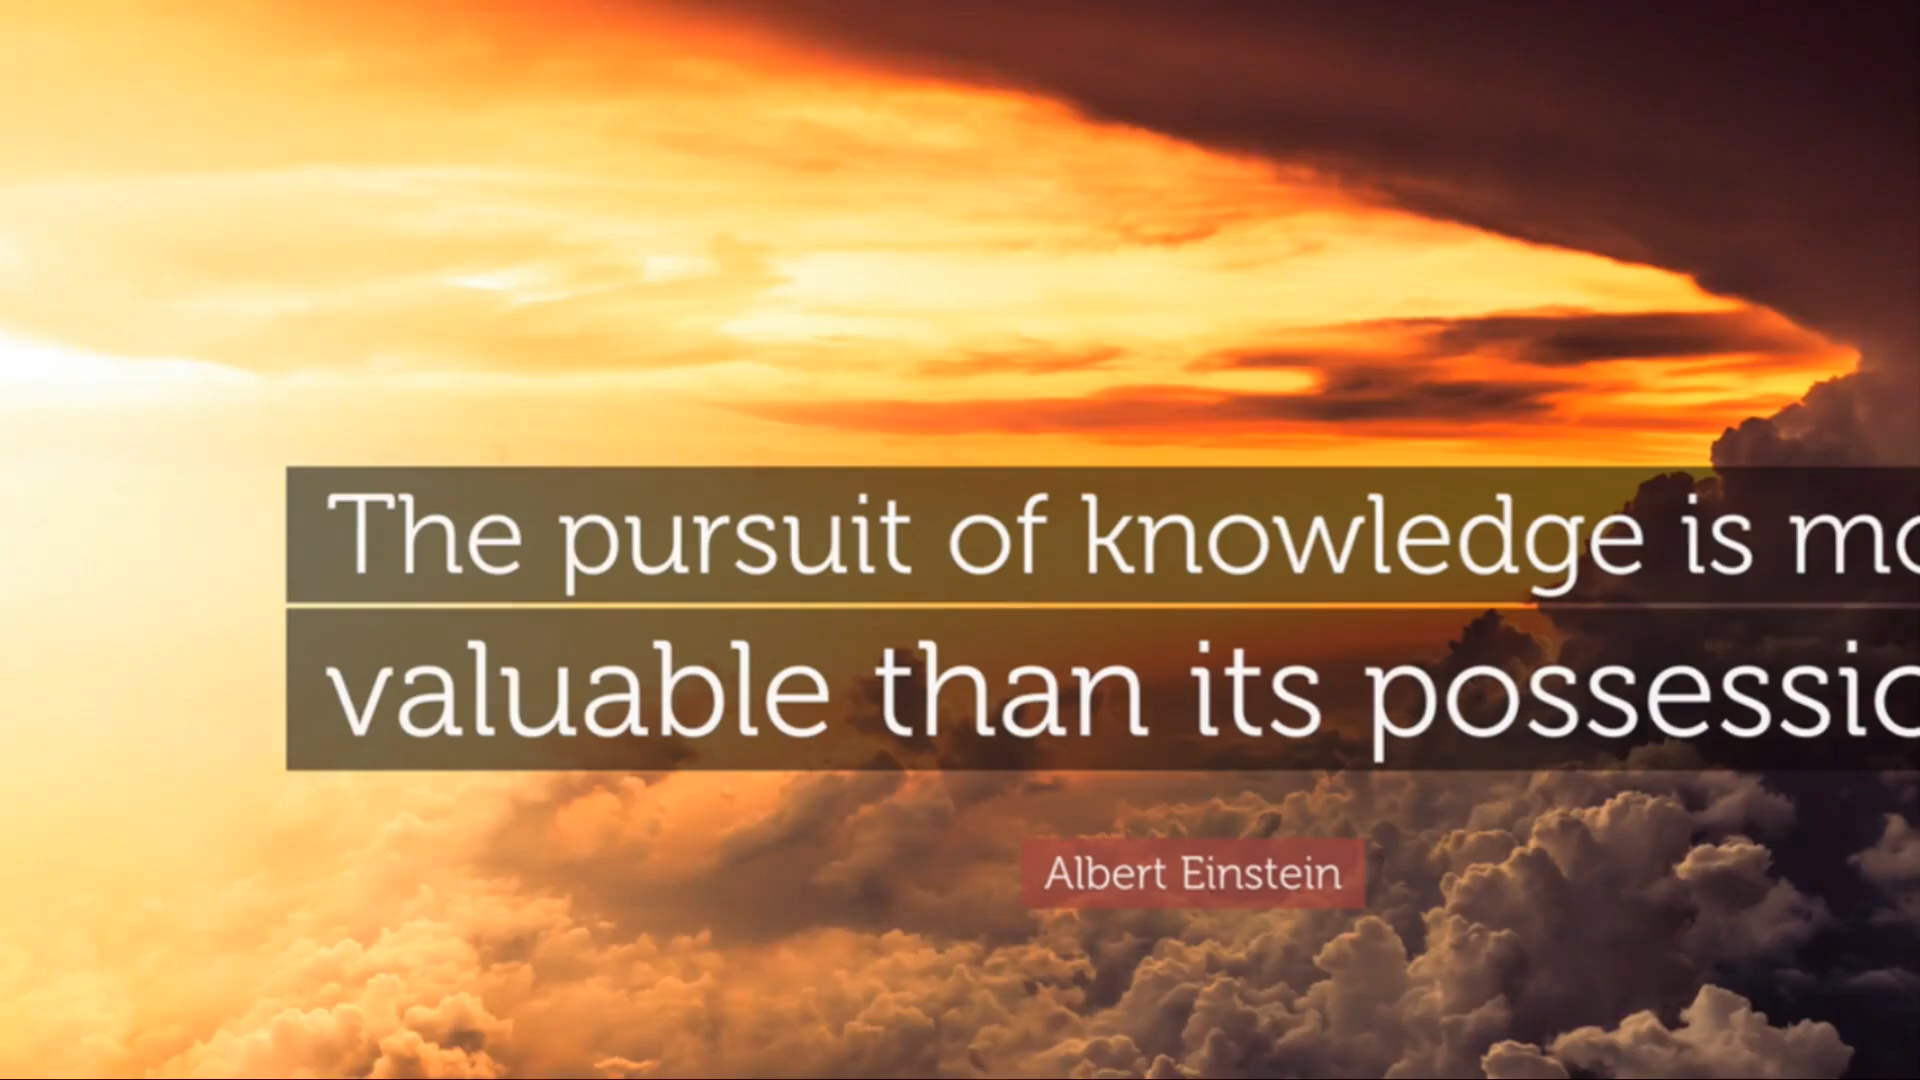 The pursuit of knowledge is mo
valuable than its possessio
Albert Einstein